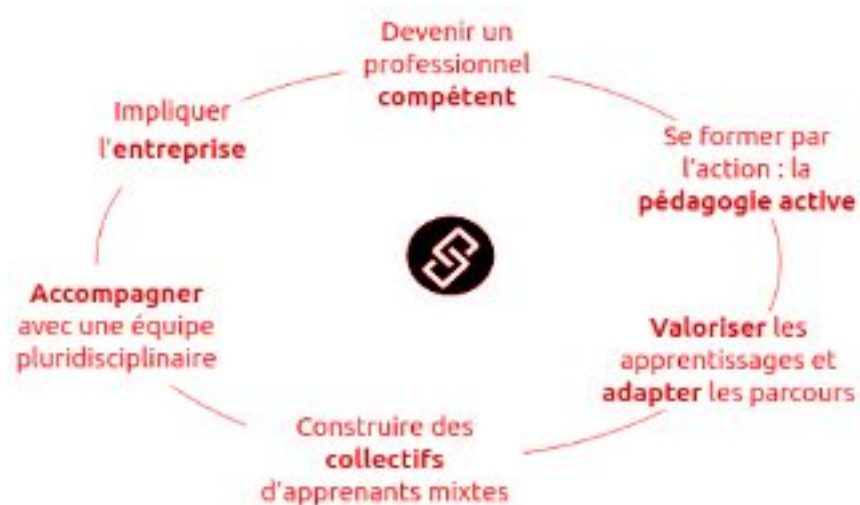 Devenir un
professionnel
compétent
Se former par
l'action : la
pédagogie active
Valoriser les
apprentissages et
adapter les parcours
Construire des
collectifs
d'apprenants mixtes
Accompagner
avec une équipe
pluridisciplinaire
Impliquer
l'entreprise